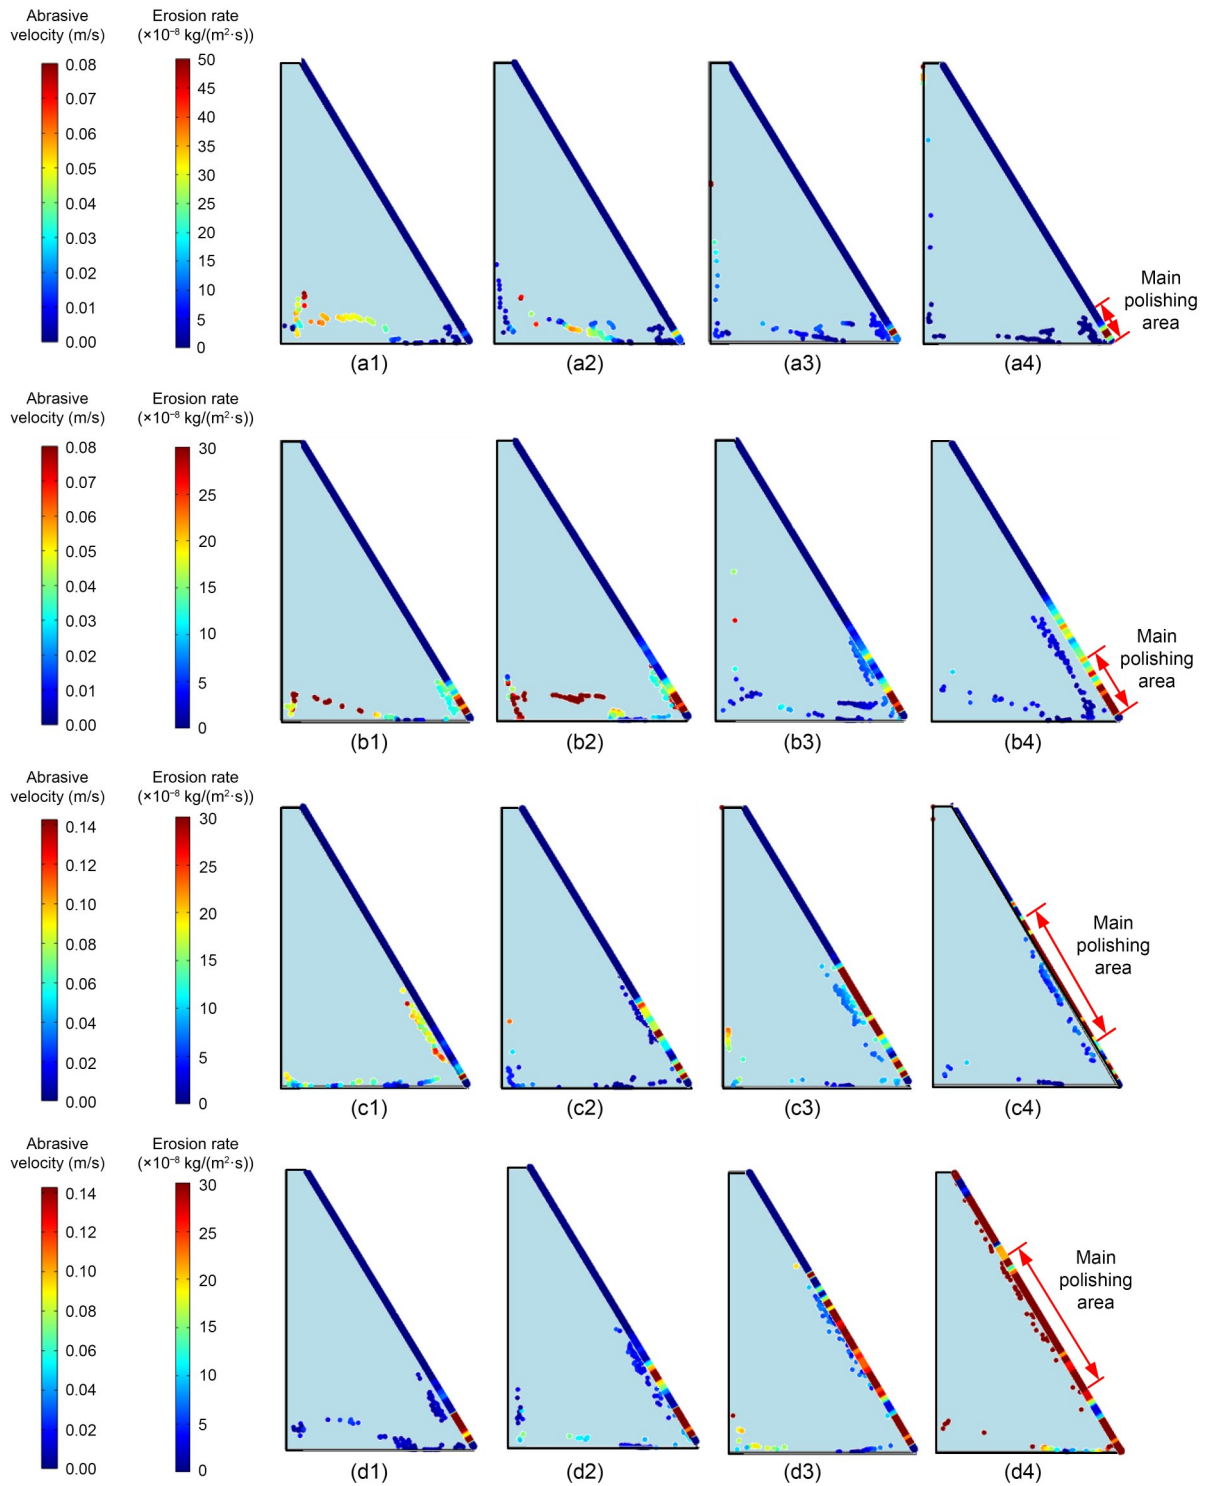 Abrasive
velocity (m/s)
Erosion rate
(×10⁻⁸ kg/(m²·s))
0.08
0.07
0.06
0.05
0.04
0.03
0.02
0.01
0.00
50
45
40
35
30
25
20
15
10
5
0
Main
polishing
area
(a1)
(a2)
(a3)
(a4)
Abrasive
velocity (m/s)
Erosion rate
(×10⁻⁸ kg/(m²·s))
0.08
0.07
0.06
0.05
0.04
0.03
0.02
0.01
0.00
30
25
20
15
10
5
0
Main
polishing
area
(b1)
(b2)
(b3)
(b4)
Abrasive
velocity (m/s)
Erosion rate
(×10⁻⁸ kg/(m²·s))
0.14
0.12
0.10
0.08
0.06
0.04
0.02
0.00
30
25
20
15
10
5
0
Main
polishing
area
(c1)
(c2)
(c3)
(c4)
Abrasive
velocity (m/s)
Erosion rate
(×10⁻⁸ kg/(m²·s))
0.14
0.12
0.10
0.08
0.06
0.04
0.02
0.00
30
25
20
15
10
5
0
Main
polishing
area
(d1)
(d2)
(d3)
(d4)